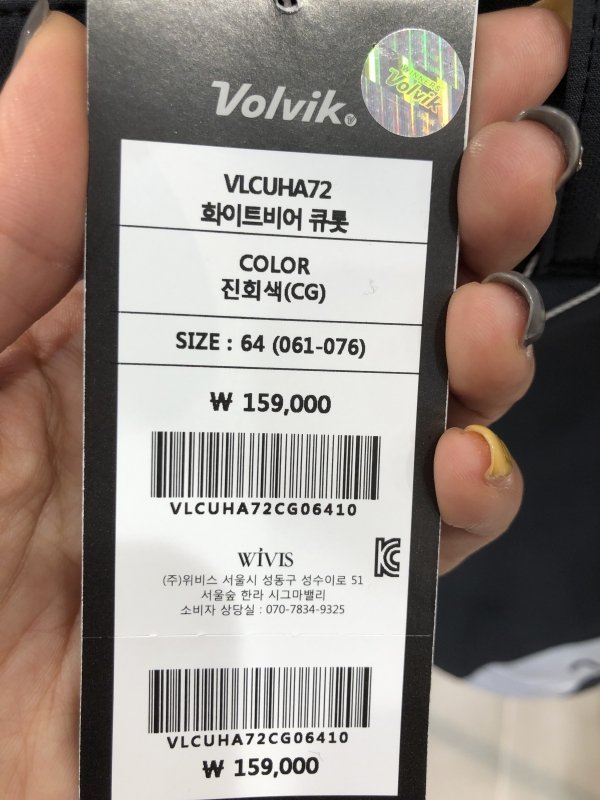 Volvik
WINNERS
Volvik
VLCUHA72
화이트비어 큐롯
COLOR
진회색(CG)
SIZE : 64 (061-076)
₩ 159,000
VLCUHA72CG06410
WIVIS
(주)위비스 서울시 성동구 성수이로 51
서울숲 한라 시그마밸리
소비자 상담실 : 070-7834-9325
VLCUHA72CG06410
₩ 159,000